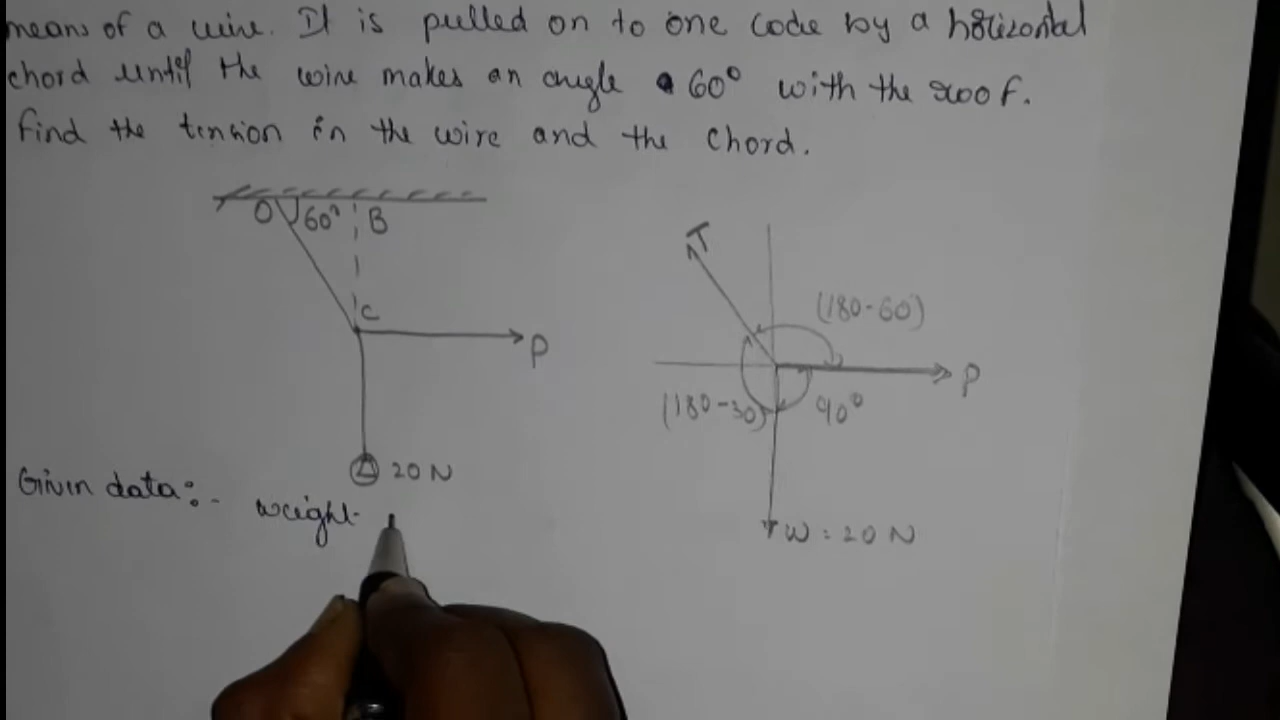 means of a wire. It is pulled on to one code by a horizontal
chord until the wire makes an angle 60° with the roof.
Find the tension in the wire and the chord.
O 60° B
C
P
20 N
T
(180-60)
P
(180-30)
90°
W = 20 N
Given data:- weight